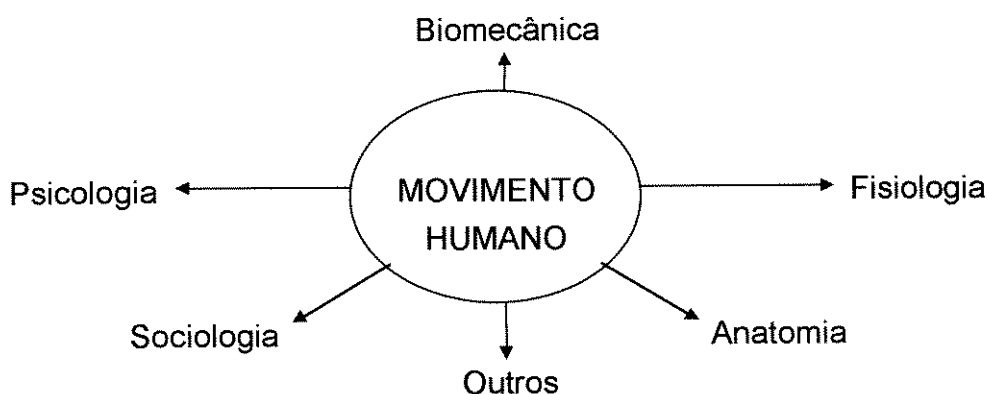 Biomecânica
Psicologia
MOVIMENTO
HUMANO
Fisiologia
Sociologia
Anatomia
Outros